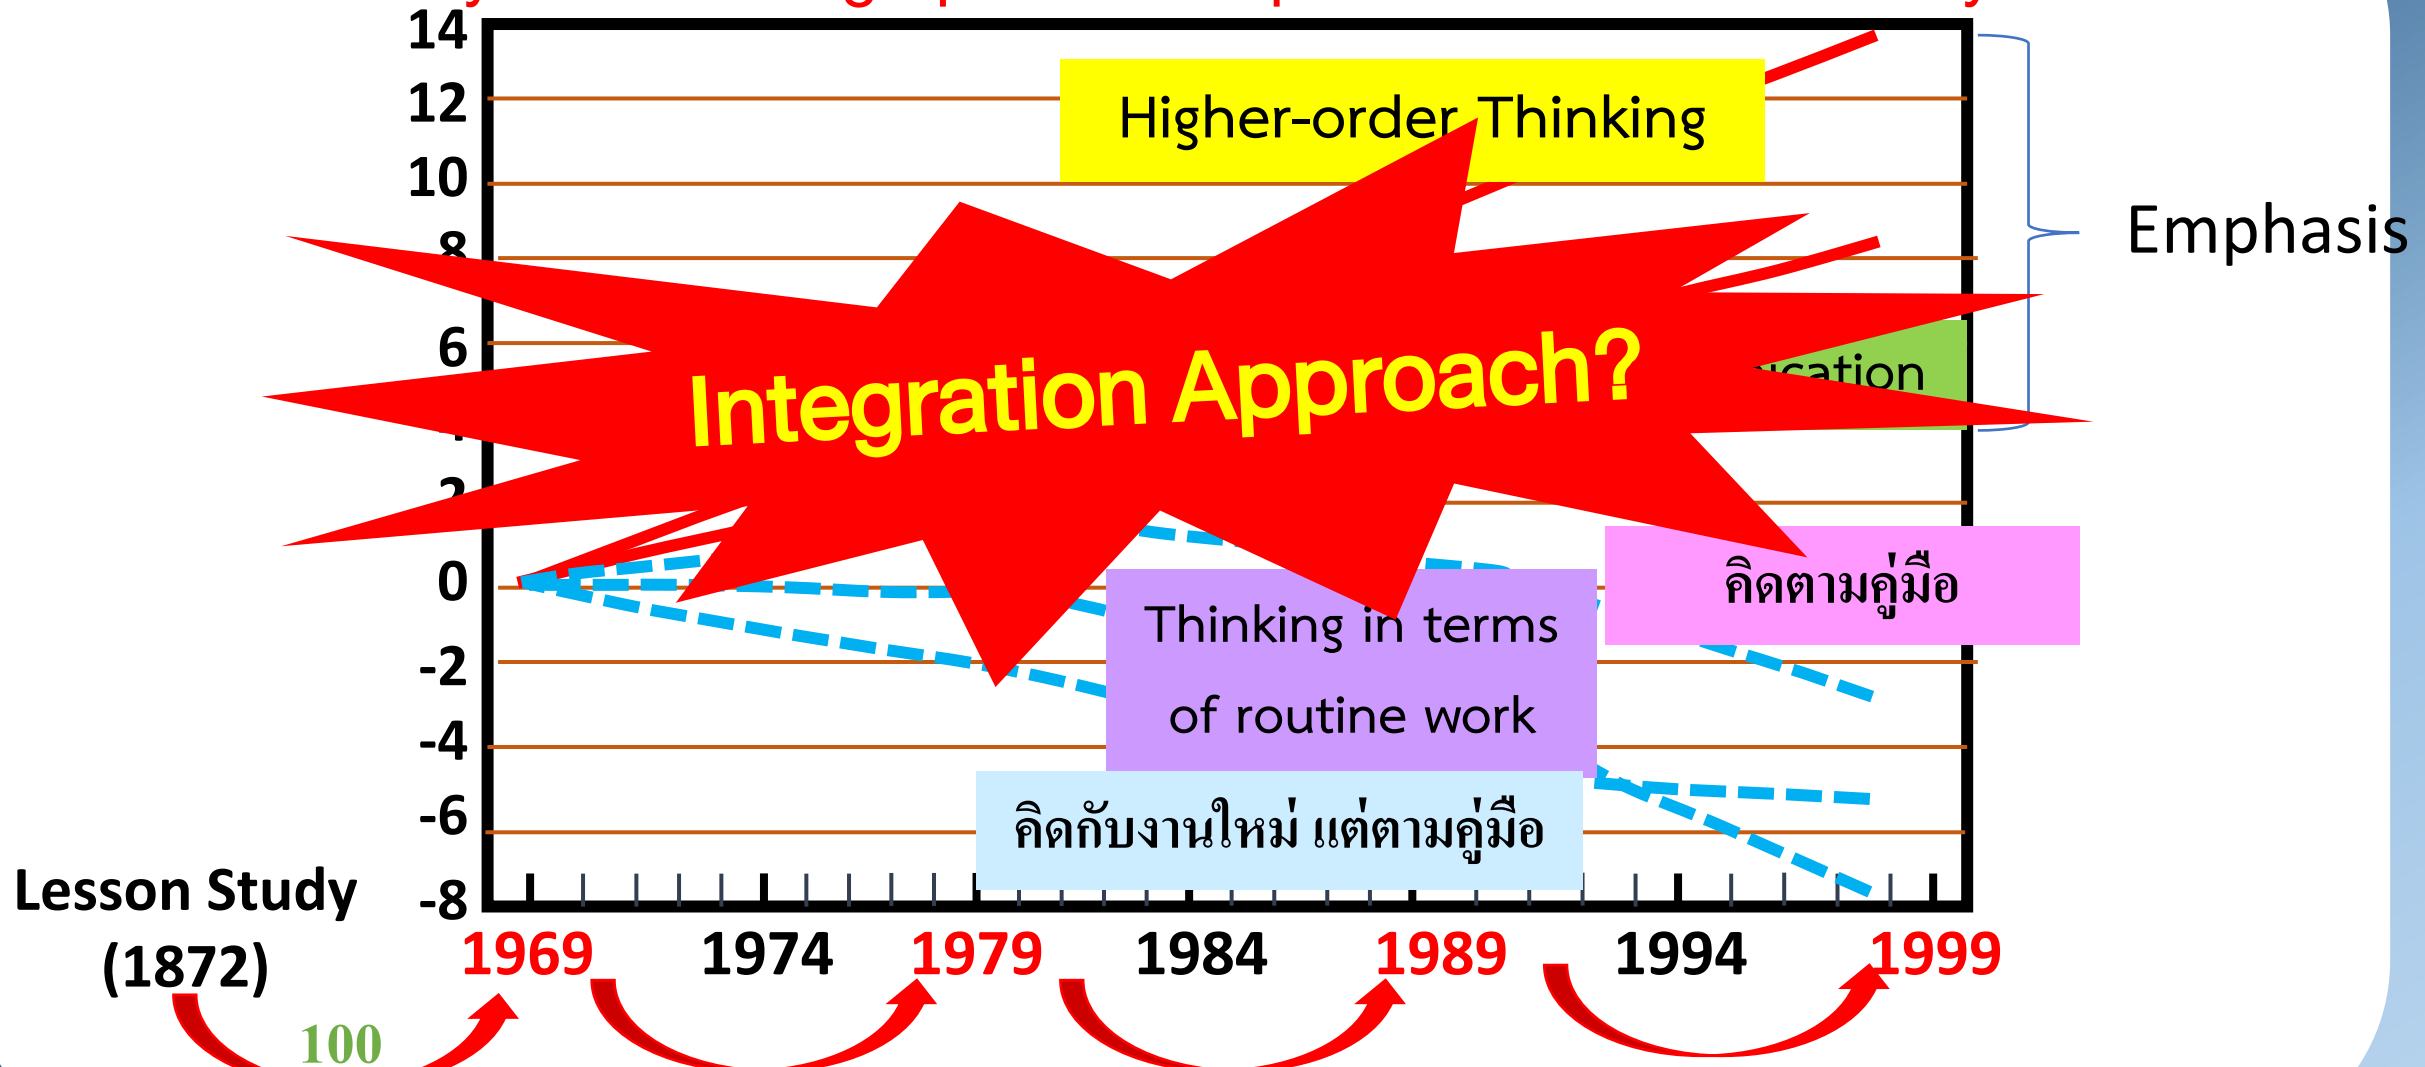 14
12
10
8
6
2
0
-2
-4
-6
-8
Higher-order Thinking
Emphasis
Integration Approach?
คิดตามคู่มือ
Thinking in terms
of routine work
คิดกับงานใหม่ แต่ตามคู่มือ
Lesson Study
(1872)
1969 1974 1979 1984 1989 1994 1999
100